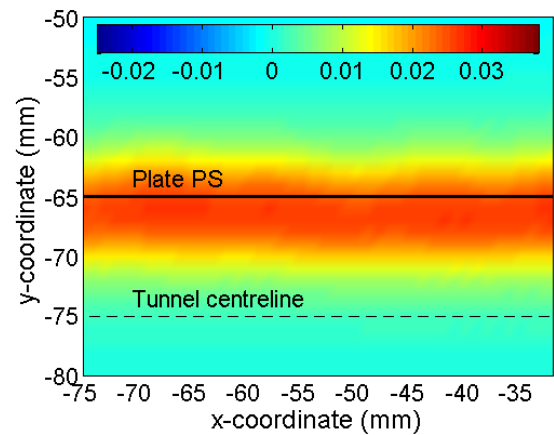 -50
-0.02 -0.01 0 0.01 0.02 0.03
-55
-60
Plate PS
-65
-70
Tunnel centreline
-75
-80
y-coordinate (mm)
-75 -70 -65 -60 -55 -50 -45 -40 -35
x-coordinate (mm)